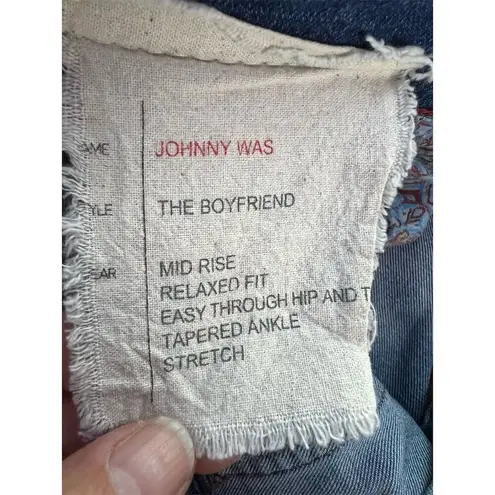 AME JOHNNY WAS
YLE THE BOYFRIEND
EAR MID RISE
RELAXED FIT
EASY THROUGH HIP AND T
TAPERED ANKLE
STRETCH